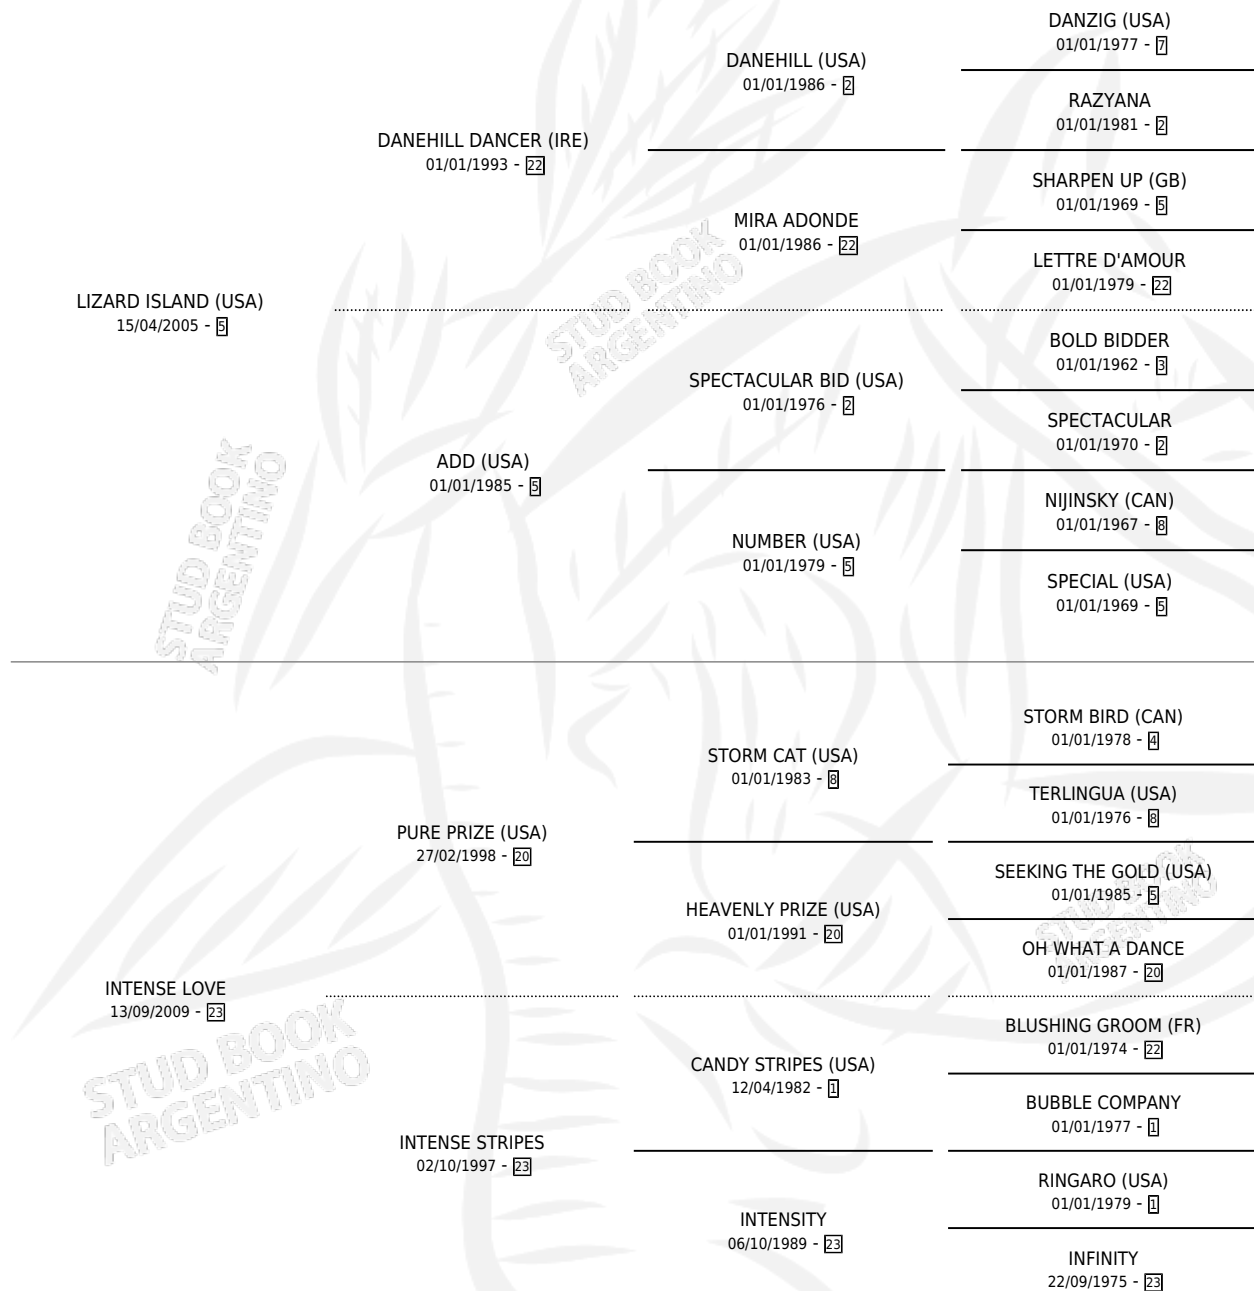 DANZIG (USA)
01/01/1977 - 7
DANEHILL (USA)
01/01/1986 - 2
RAZYANA
01/01/1981 - 2
DANEHILL DANCER (IRE)
01/01/1993 - 22
SHARPEN UP (GB)
01/01/1969 - 5
MIRA ADONDE
01/01/1986 - 22
LETTRE D'AMOUR
01/01/1979 - 22
LIZARD ISLAND (USA)
15/04/2005 - 5
BOLD BIDDER
01/01/1962 - 3
SPECTACULAR BID (USA)
01/01/1976 - 2
SPECTACULAR
01/01/1970 - 2
ADD (USA)
01/01/1985 - 5
NIJINSKY (CAN)
01/01/1967 - 8
NUMBER (USA)
01/01/1979 - 5
SPECIAL (USA)
01/01/1969 - 5
STORM BIRD (CAN)
01/01/1978 - 4
STORM CAT (USA)
01/01/1983 - 8
TERLINGUA (USA)
01/01/1976 - 8
PURE PRIZE (USA)
27/02/1998 - 20
SEEKING THE GOLD (USA)
01/01/1985 - 5
HEAVENLY PRIZE (USA)
01/01/1991 - 20
OH WHAT A DANCE
01/01/1987 - 20
INTENSE LOVE
13/09/2009 - 23
BLUSHING GROOM (FR)
01/01/1974 - 22
CANDY STRIPES (USA)
12/04/1982 - 1
BUBBLE COMPANY
01/01/1977 - 1
INTENSE STRIPES
02/10/1997 - 23
RINGARO (USA)
01/01/1979 - 1
INTENSITY
06/10/1989 - 23
INFINITY
22/09/1975 - 23
STUD BOOK
ARGENTINO
STUD BOOK
ARGENTINO
STUD BOOK
ARGENTINO
STUD BOOK
ARGENTINO